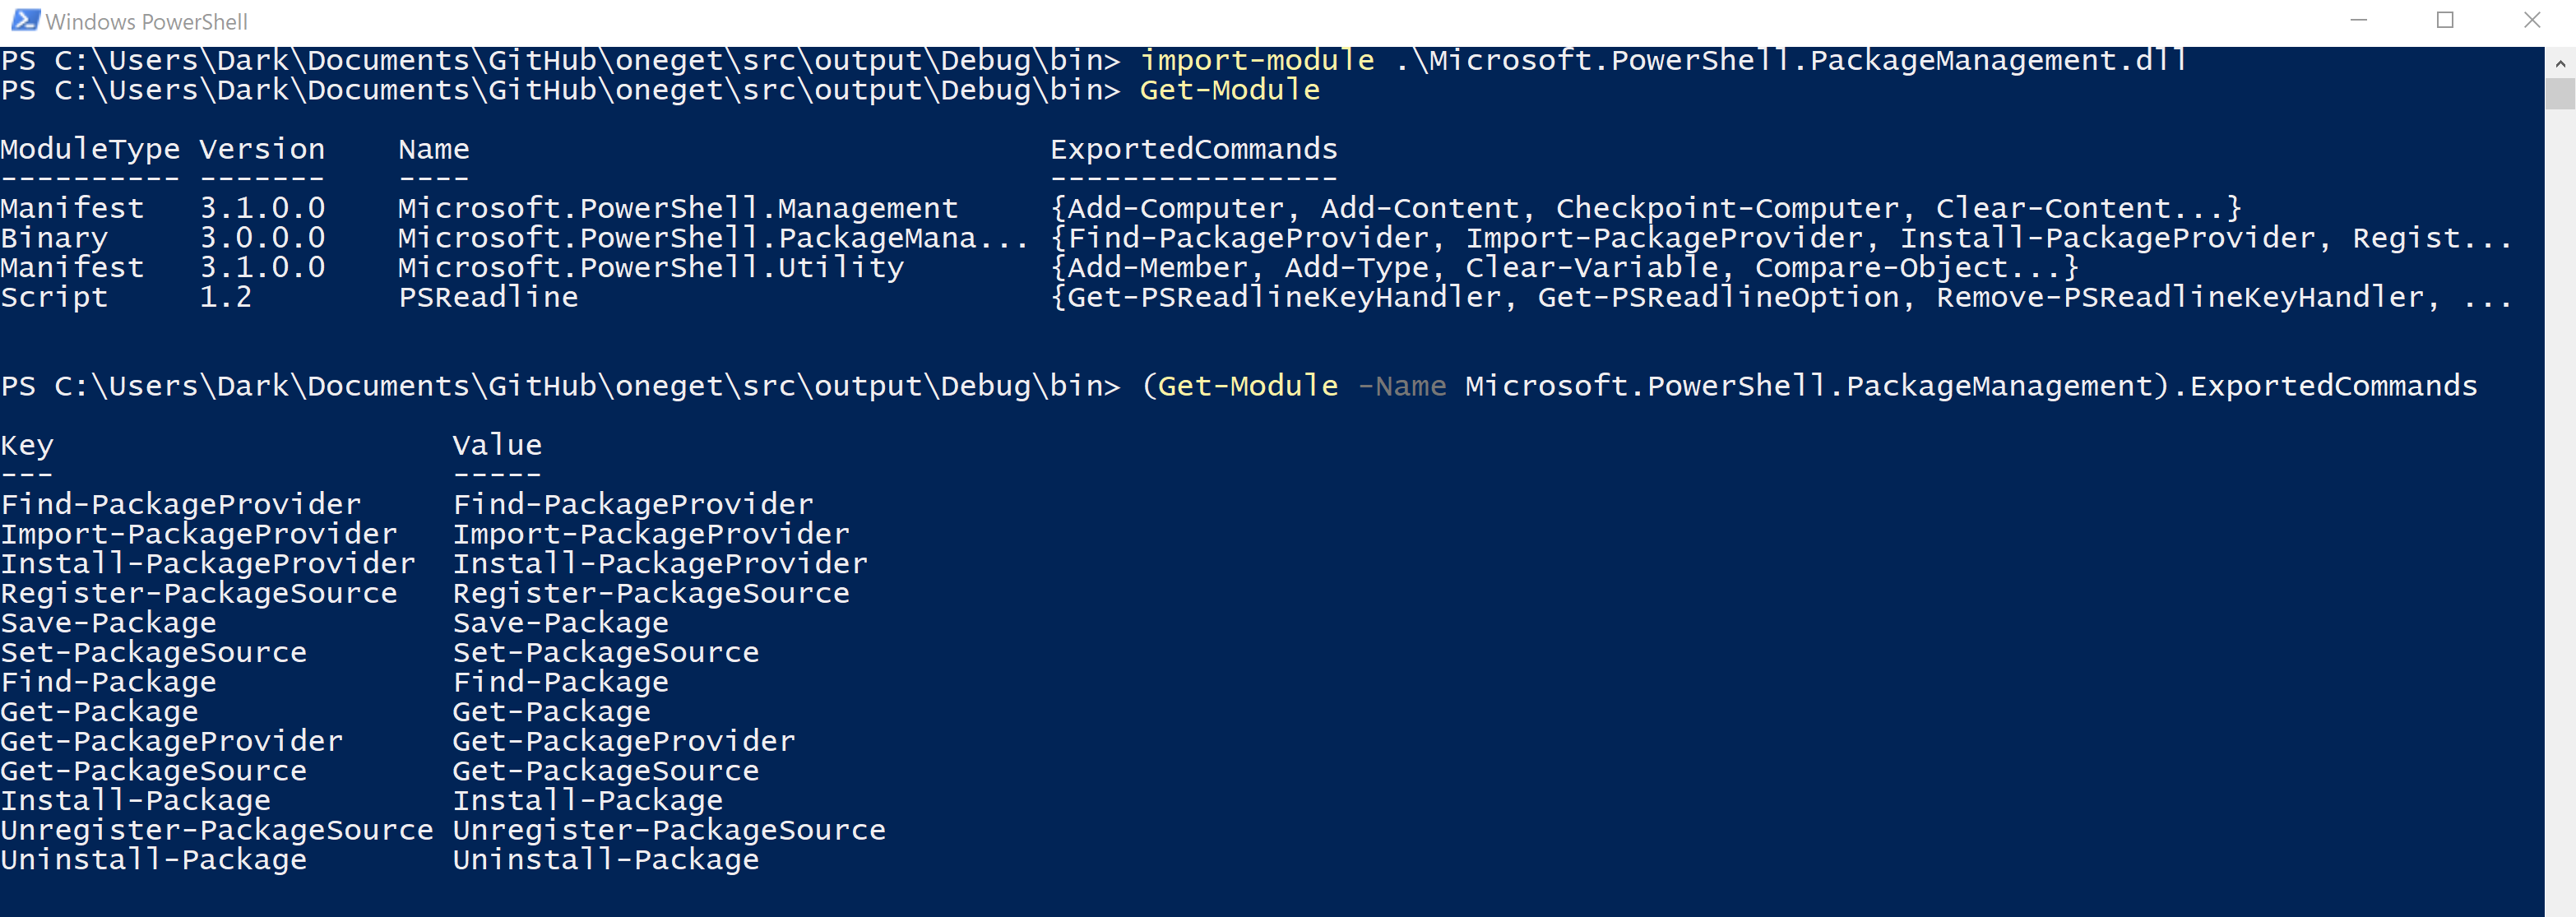 Windows PowerShell
PS C:\Users\Dark\Documents\GitHub\oneget\src\output\Debug\bin> import-module .\Microsoft.PowerShell.PackageManagement.dll
PS C:\Users\Dark\Documents\GitHub\oneget\src\output\Debug\bin> Get-Module
ModuleType Version    Name                                ExportedCommands
---------- -------    ----                                ----------------
Manifest   3.1.0.0    Microsoft.PowerShell.Management     {Add-Computer, Add-Content, Checkpoint-Computer, Clear-Content...}
Binary     3.0.0.0    Microsoft.PowerShell.PackageMana... {Find-PackageProvider, Import-PackageProvider, Install-PackageProvider, Regist...
Manifest   3.1.0.0    Microsoft.PowerShell.Utility        {Add-Member, Add-Type, Clear-Variable, Compare-Object...}
Script     1.2        PSReadline                          {Get-PSReadlineKeyHandler, Get-PSReadlineOption, Remove-PSReadlineKeyHandler, ...
PS C:\Users\Dark\Documents\GitHub\oneget\src\output\Debug\bin> (Get-Module -Name Microsoft.PowerShell.PackageManagement).ExportedCommands
Key                      Value
---                      -----
Find-PackageProvider     Find-PackageProvider
Import-PackageProvider   Import-PackageProvider
Install-PackageProvider  Install-PackageProvider
Register-PackageSource   Register-PackageSource
Save-Package             Save-Package
Set-PackageSource        Set-PackageSource
Find-Package             Find-Package
Get-Package              Get-Package
Get-PackageProvider      Get-PackageProvider
Get-PackageSource        Get-PackageSource
Install-Package          Install-Package
Unregister-PackageSource Unregister-PackageSource
Uninstall-Package        Uninstall-Package